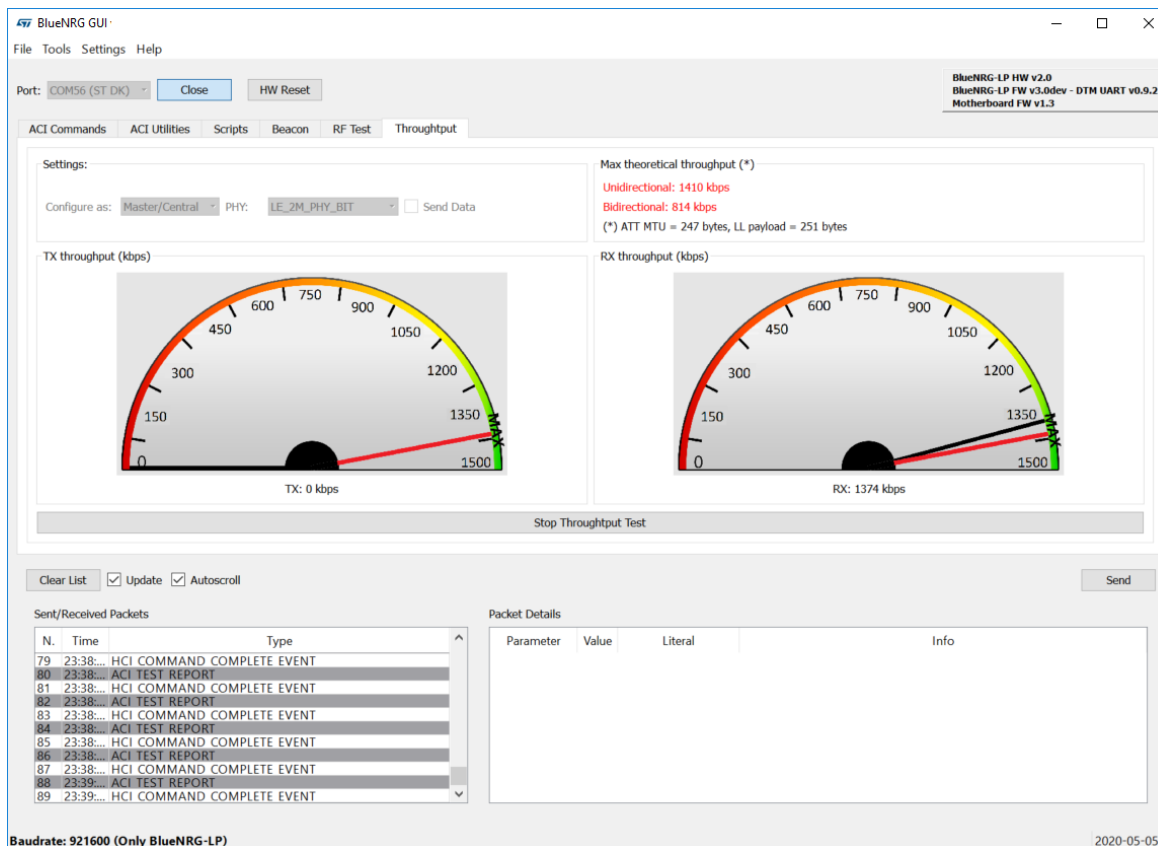 BlueNRG GUI
File Tools Settings Help
Port: COM56 (ST DK) Close HW Reset
BlueNRG-LP HW v2.0
BlueNRG-LP FW v3.0dev - DTM UART v0.9.2
Motherboard FW v1.3
ACI Commands ACI Utilities Scripts Beacon RF Test Throughtput
Settings:
Configure as: Master/Central PHY: LE_2M_PHY_BIT Send Data
Max theoretical throughput (*)
Unidirectional: 1410 kbps
Bidirectional: 814 kbps
(*) ATT MTU = 247 bytes, LL payload = 251 bytes
TX throughput (kbps)
0 150 300 450 600 750 900 1050 1200 1350 1500 MAX
TX: 0 kbps
RX throughput (kbps)
0 150 300 450 600 750 900 1050 1200 1350 1500 MAX
RX: 1374 kbps
Stop Throughtput Test
Clear List Update Autoscroll Send
Sent/Received Packets
N. Time Type
79 23:38:... HCI COMMAND COMPLETE EVENT
80 23:38:... ACI TEST REPORT
81 23:38:... HCI COMMAND COMPLETE EVENT
82 23:38:... ACI TEST REPORT
83 23:38:... HCI COMMAND COMPLETE EVENT
84 23:38:... ACI TEST REPORT
85 23:38:... HCI COMMAND COMPLETE EVENT
86 23:38:... ACI TEST REPORT
87 23:38:... HCI COMMAND COMPLETE EVENT
88 23:39:... ACI TEST REPORT
89 23:39:... HCI COMMAND COMPLETE EVENT
Packet Details
Parameter Value Literal Info
Baudrate: 921600 (Only BlueNRG-LP) 2020-05-05